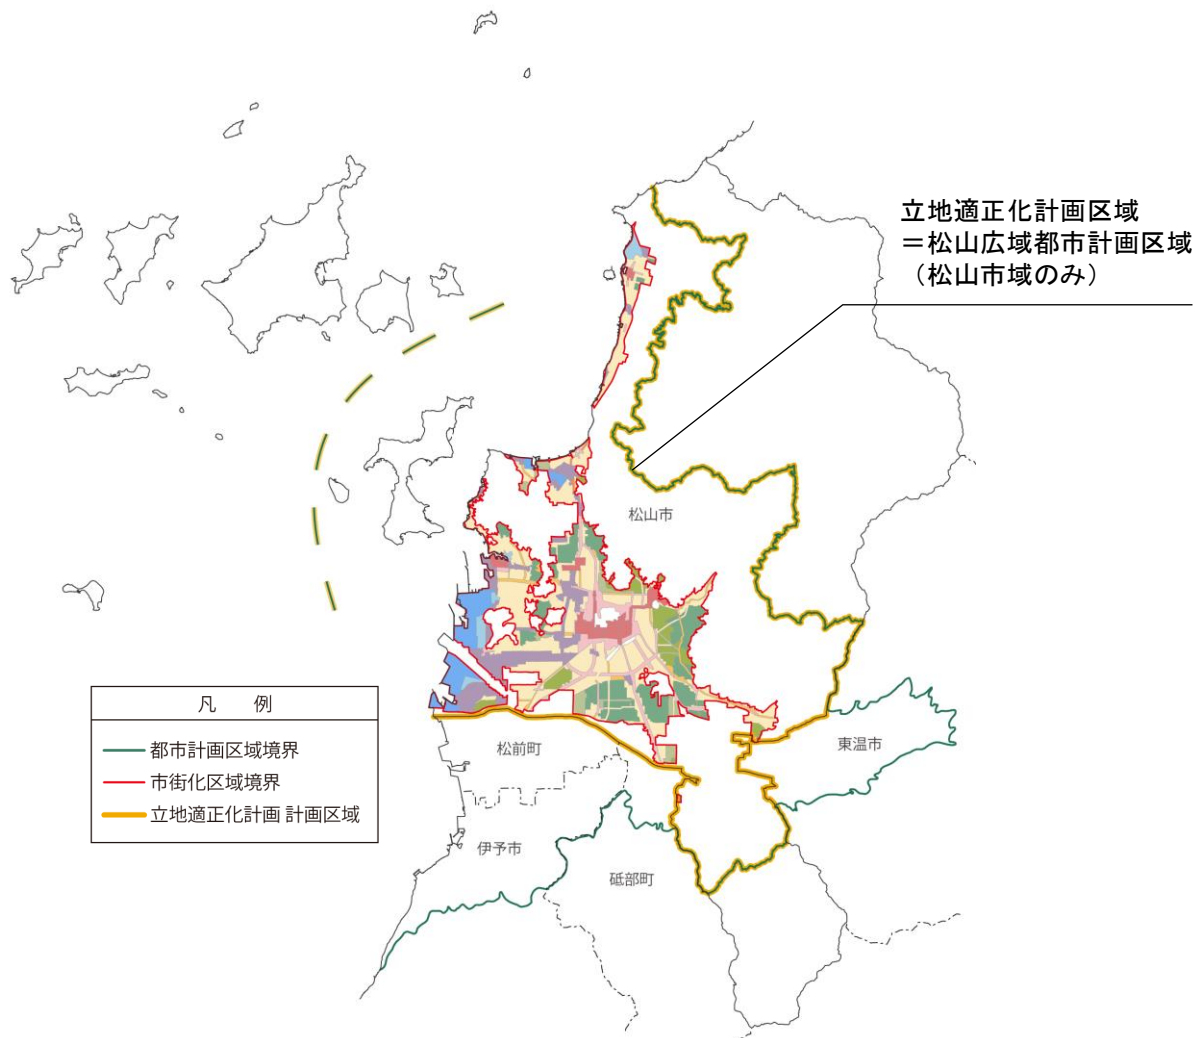 立地適正化計画区域
＝松山広域都市計画区域
（松山市域のみ）
松山市
凡 例
都市計画区域境界
市街化区域境界
立地適正化計画 計画区域
松前町
東温市
伊予市
砥部町